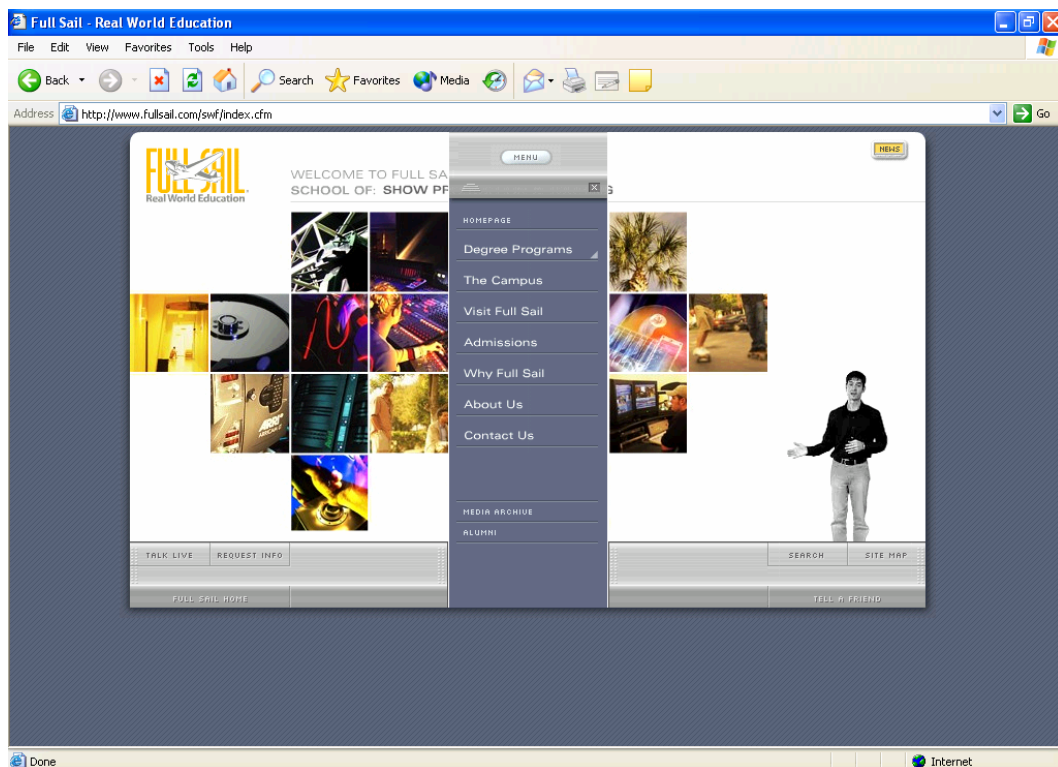 Full Sail - Real World Education
File Edit View Favorites Tools Help
Back Search Favorites Media
Address http://www.fullsail.com/swf/index.cfm Go
FULL SAIL
Real World Education
WELCOME TO FULL SA
SCHOOL OF: SHOW PR
MENU
NEWS
HOMEPAGE
Degree Programs
The Campus
Visit Full Sail
Admissions
Why Full Sail
About Us
Contact Us
MEDIA ARCHIVE
ALUMNI
ARRI
TALK LIVE REQUEST INFO SEARCH SITE MAP
FULL SAIL HOME TELL A FRIEND
Done Internet